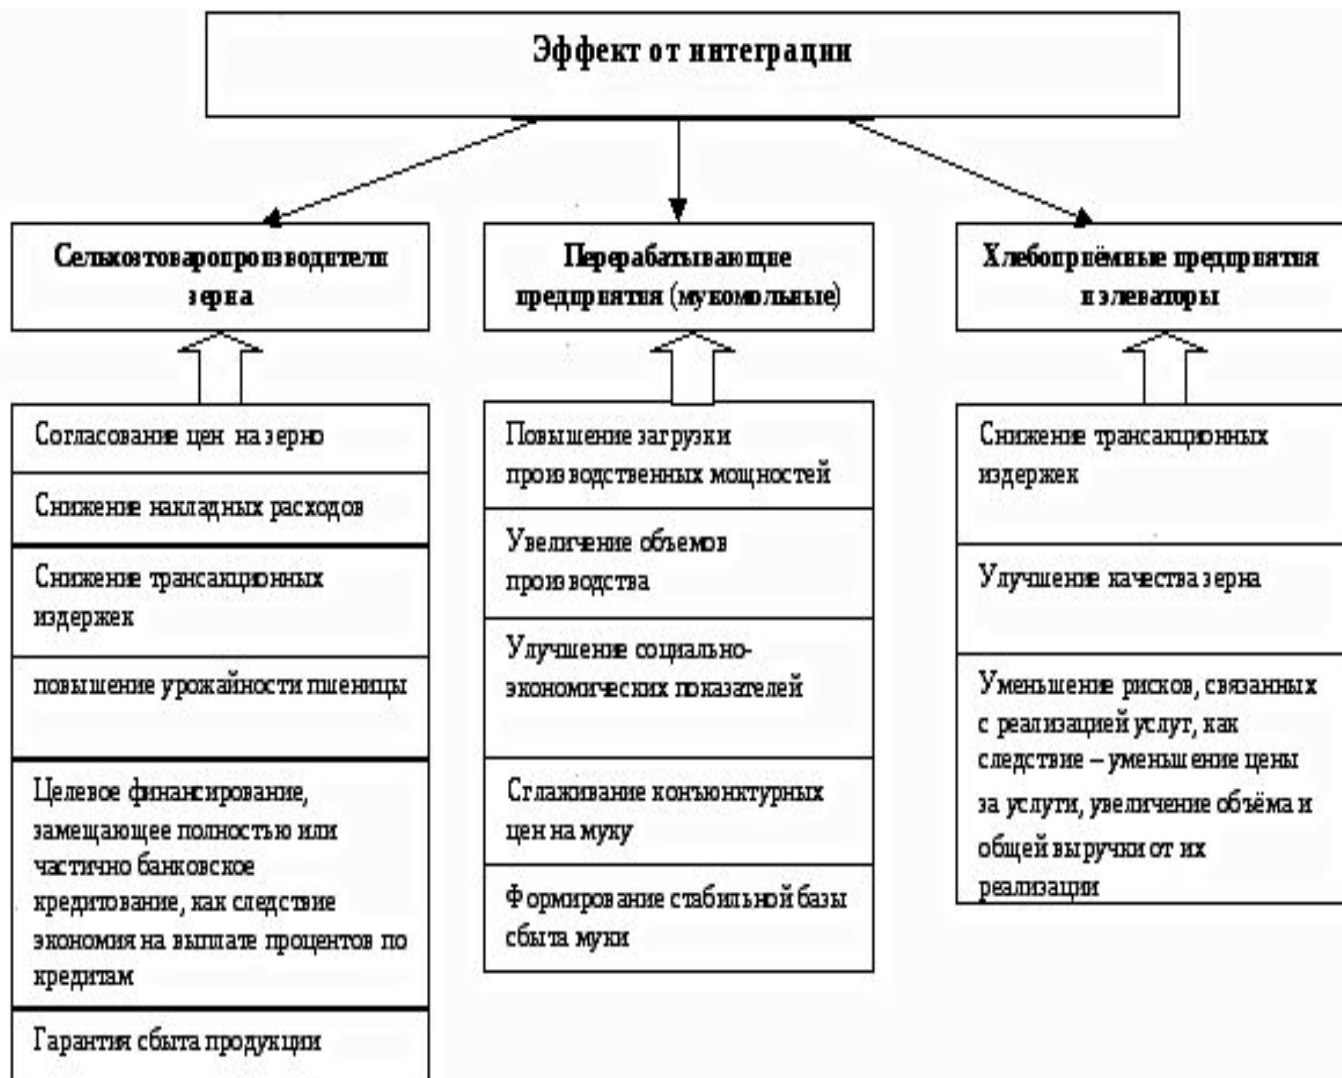 Эффект от интеграции
Сельхозтоваропроизводители
зерна
Перерабатывающие
предприятия (мукомольные)
Хлебоприёмные предприятия
и элеваторы
Согласование цен на зерно
Снижение накладных расходов
Снижение трансакционных
издержек
повышение урожайности пшеницы
Целевое финансирование,
замещающее полностью или
частично банковское
кредитование, как следствие
экономия на выплате процентов по
кредитам
Гарантия сбыта продукции
Повышение загрузки
производственных мощностей
Увеличение объемов
производства
Улучшение социально-
экономических показателей
Сглаживание конъюнктурных
цен на муку
Формирование стабильной базы
сбыта муки
Снижение трансакционных
издержек
Улучшение качества зерна
Уменьшение рисков, связанных
с реализацией услуг, как
следствие – уменьшение цены
за услуги, увеличение объёма и
общей выручки от их
реализации